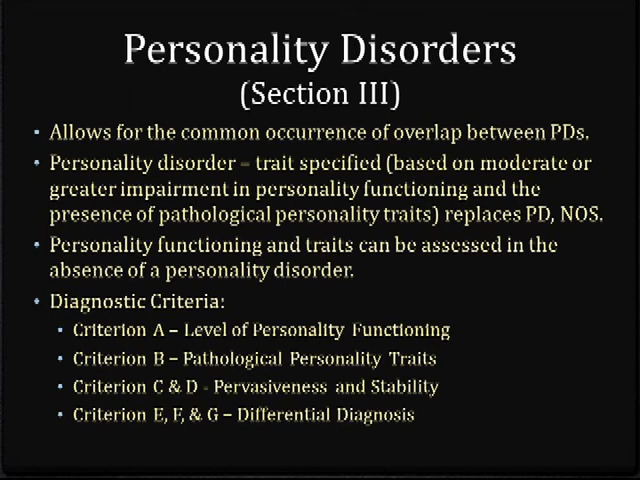 Personality Disorders
(Section III)
• Allows for the common occurrence of overlap between PDs.
• Personality disorder – trait specified (based on moderate or
greater impairment in personality functioning and the
presence of pathological personality traits) replaces PD, NOS.
• Personality functioning and traits can be assessed in the
absence of a personality disorder.
• Diagnostic Criteria:
• Criterion A – Level of Personality Functioning
• Criterion B – Pathological Personality Traits
• Criterion C & D - Pervasiveness and Stability
• Criterion E, F, & G – Differential Diagnosis